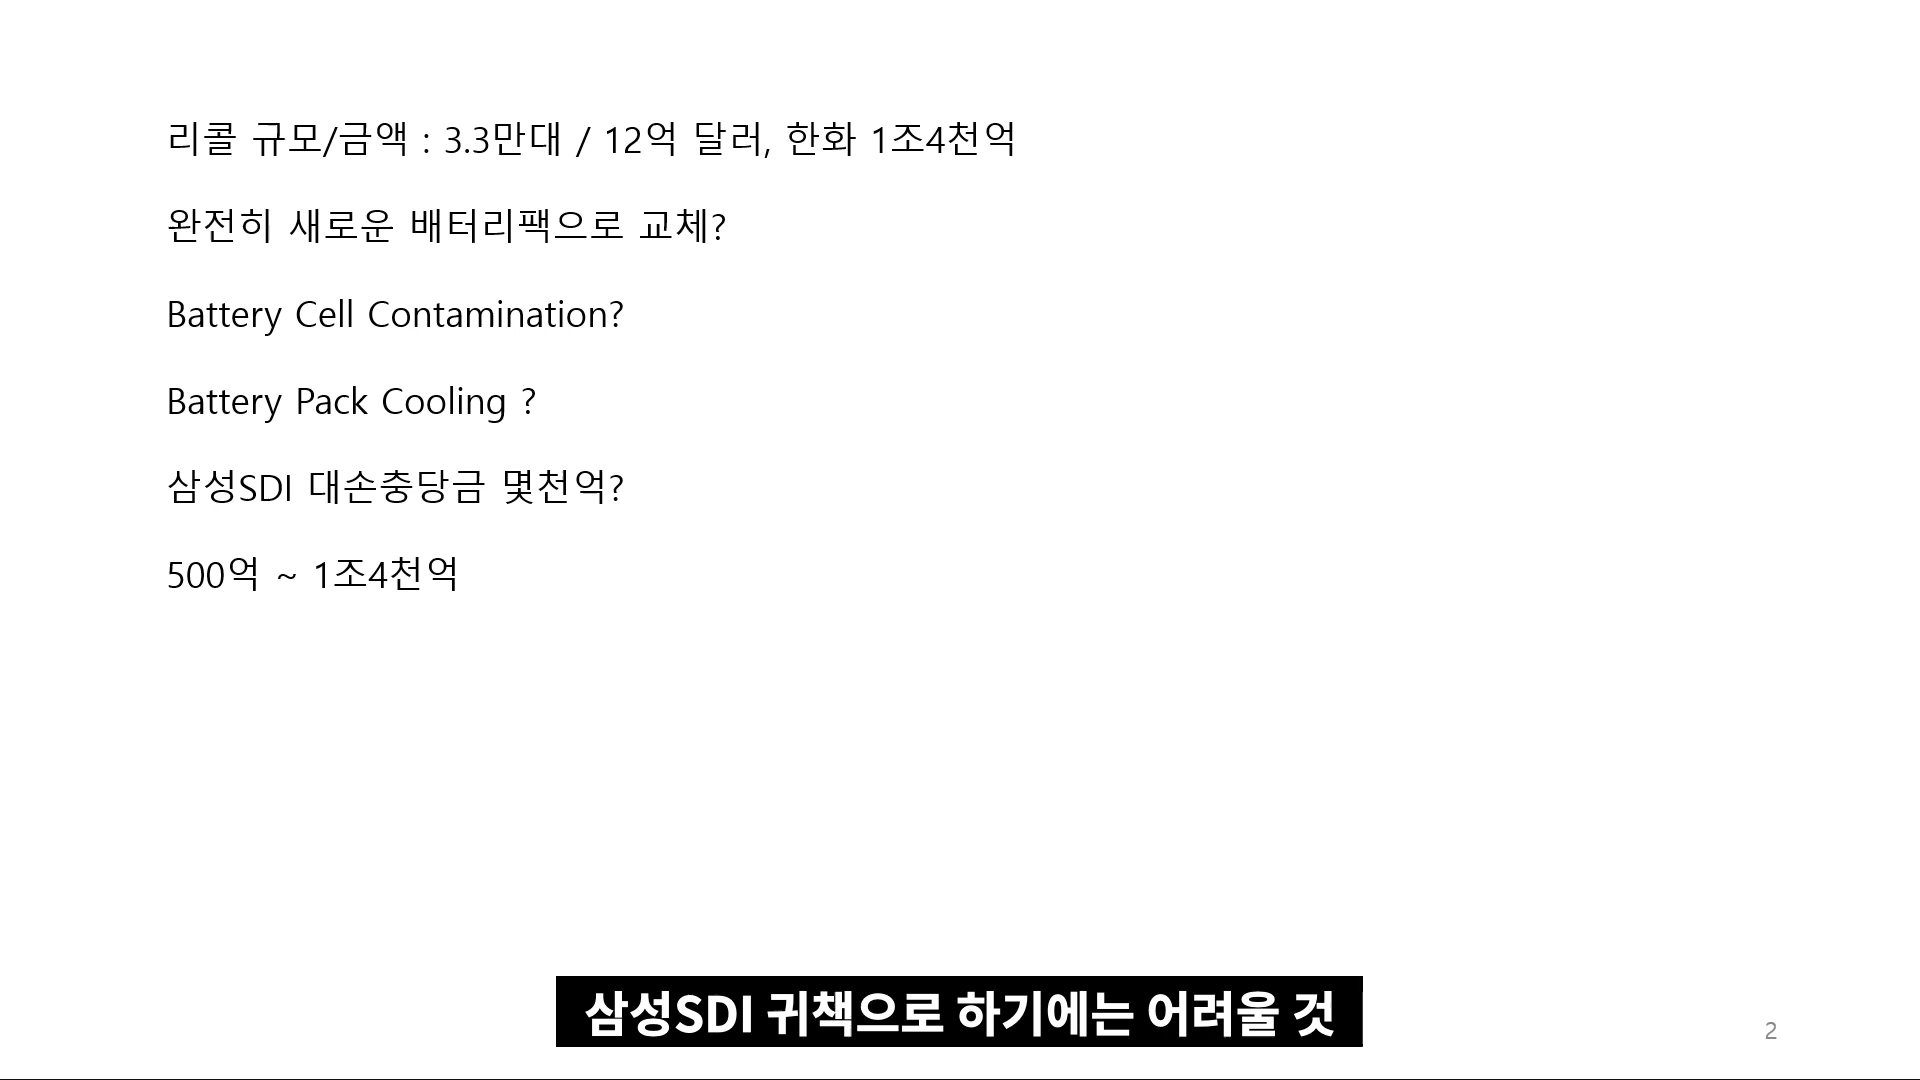 리콜 규모/금액 : 3.3만대 / 12억 달러, 한화 1조4천억
완전히 새로운 배터리팩으로 교체?
Battery Cell Contamination?
Battery Pack Cooling ?
삼성SDI 대손충당금 몇천억?
500억 ~ 1조4천억
삼성SDI 귀책으로 하기에는 어려울 것
2